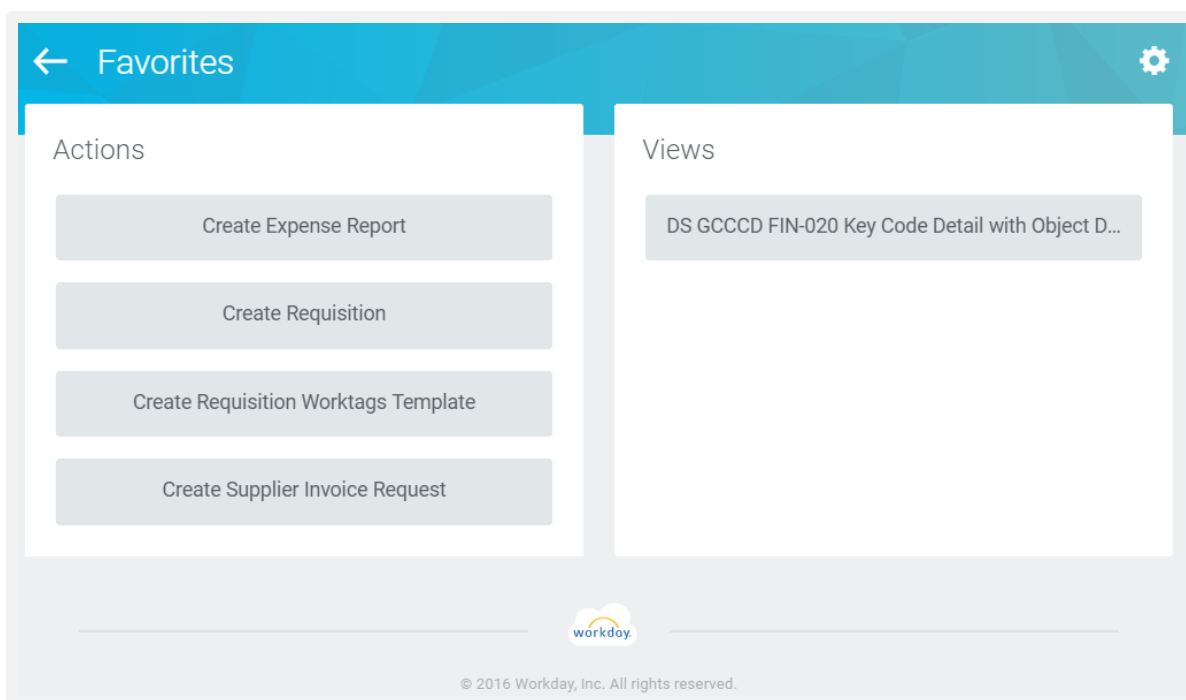 Favorites
Actions
Create Expense Report
Create Requisition
Create Requisition Worktags Template
Create Supplier Invoice Request
Views
DS GCCCD FIN-020 Key Code Detail with Object D...
workday.
© 2016 Workday, Inc. All rights reserved.